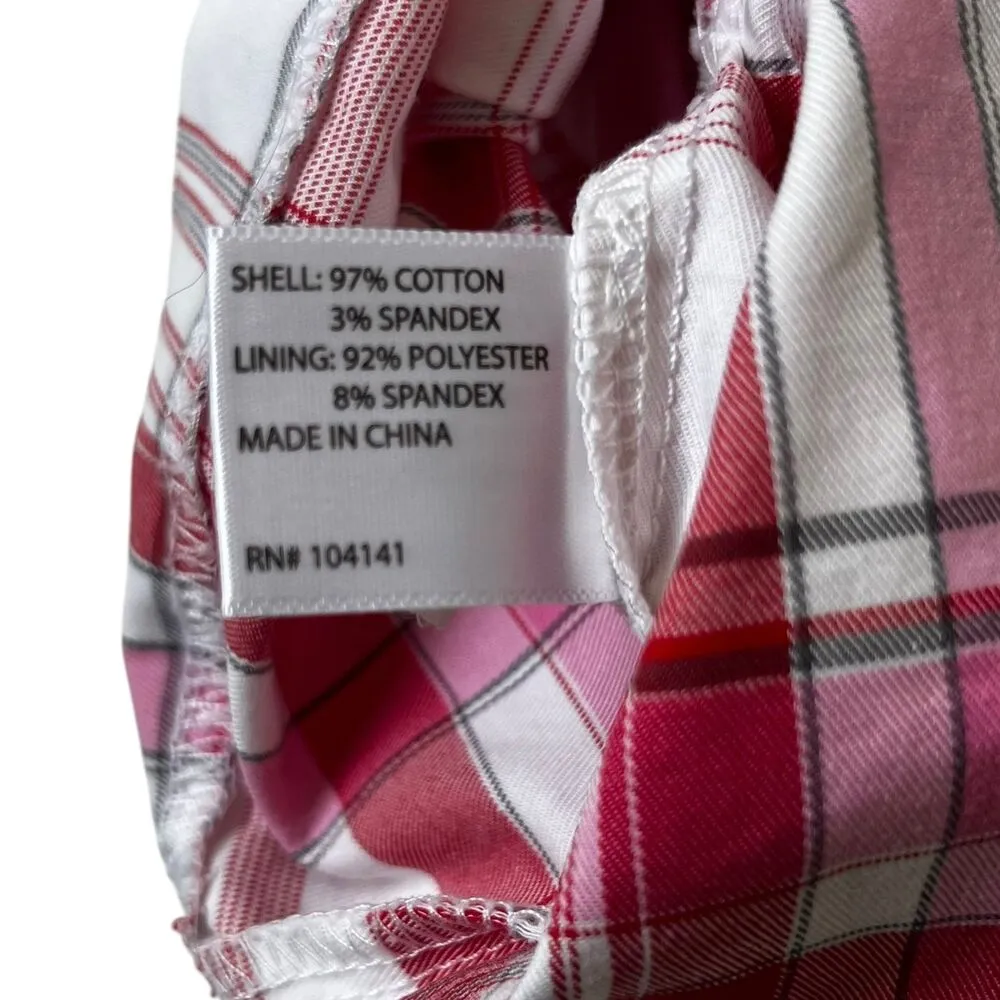 SHELL: 97% COTTON
3% SPANDEX
LINING: 92% POLYESTER
8% SPANDEX
MADE IN CHINA
RN# 104141